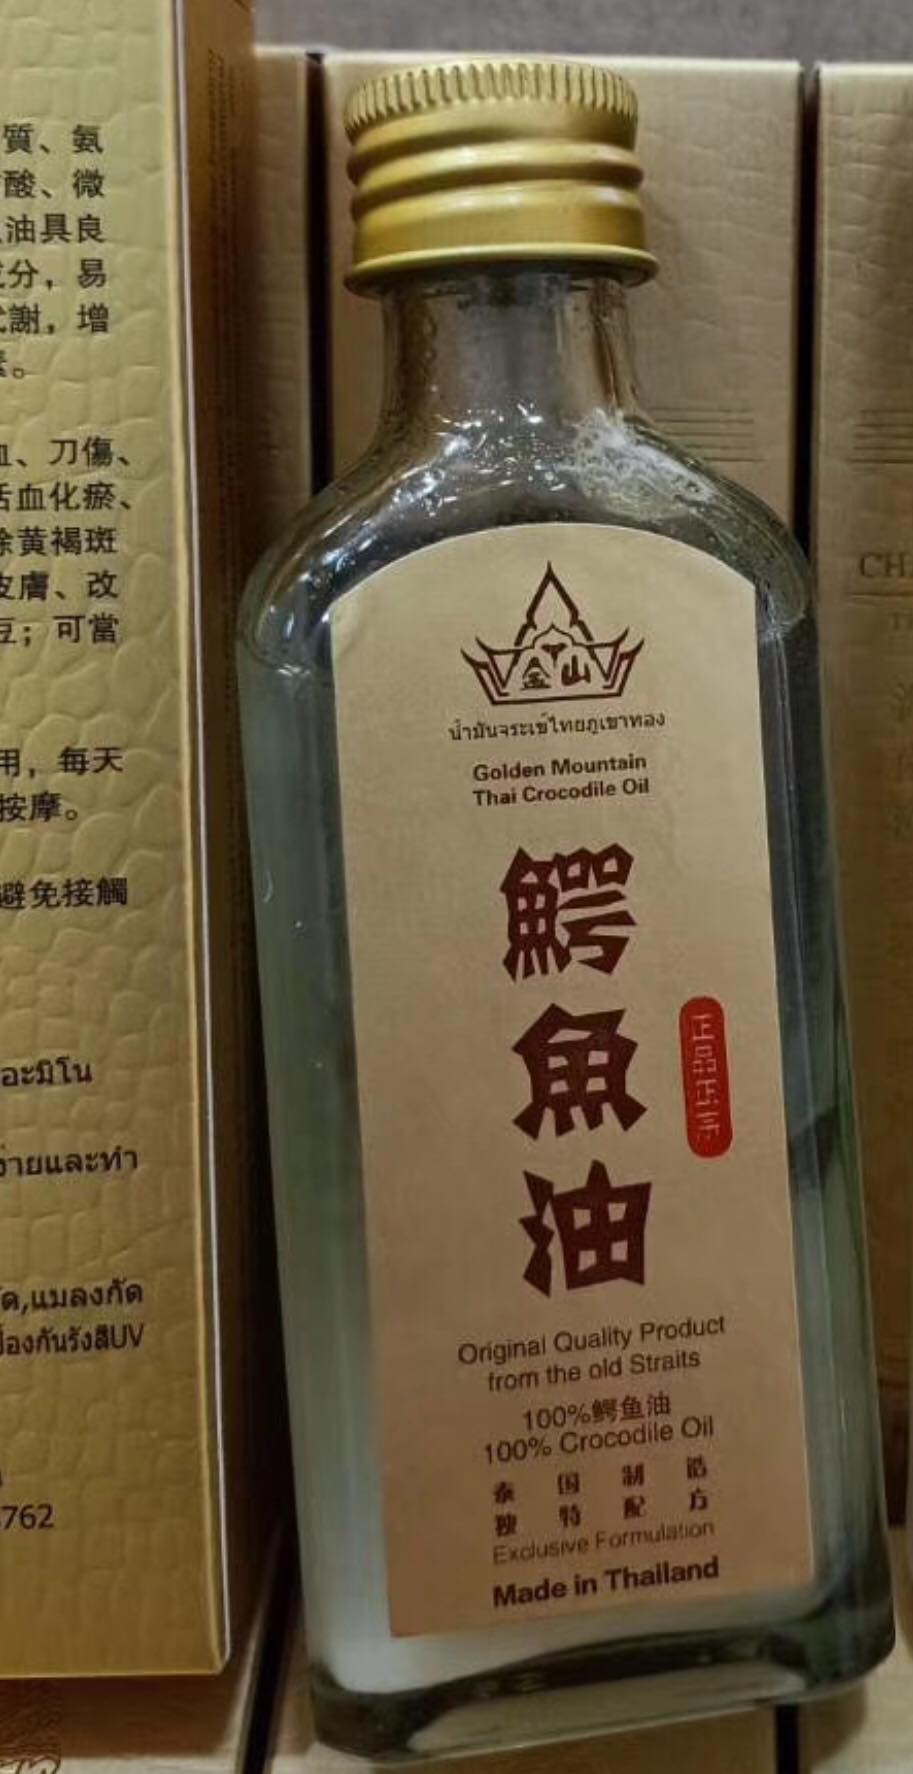 質、氨
酸、微
油具良
分，易
謝，增
。
、刀傷、
活血化瘀、
除黃褐斑
皮膚、改
豆；可當
用，每天
按摩。
避免接觸
อะมิโน
ง่ายและทำ
ัด,แมลงกัด
ป้องกันรังสีUV
762
金山
น้ำมันจระเข้ไทยภูเขาทอง
Golden Mountain
Thai Crocodile Oil
鱷
魚
油
正品
Original Quality Product
from the old Straits
100%鳄鱼油
100% Crocodile Oil
泰国制造
独特配方
Exclusive Formulation
Made in Thailand
CH